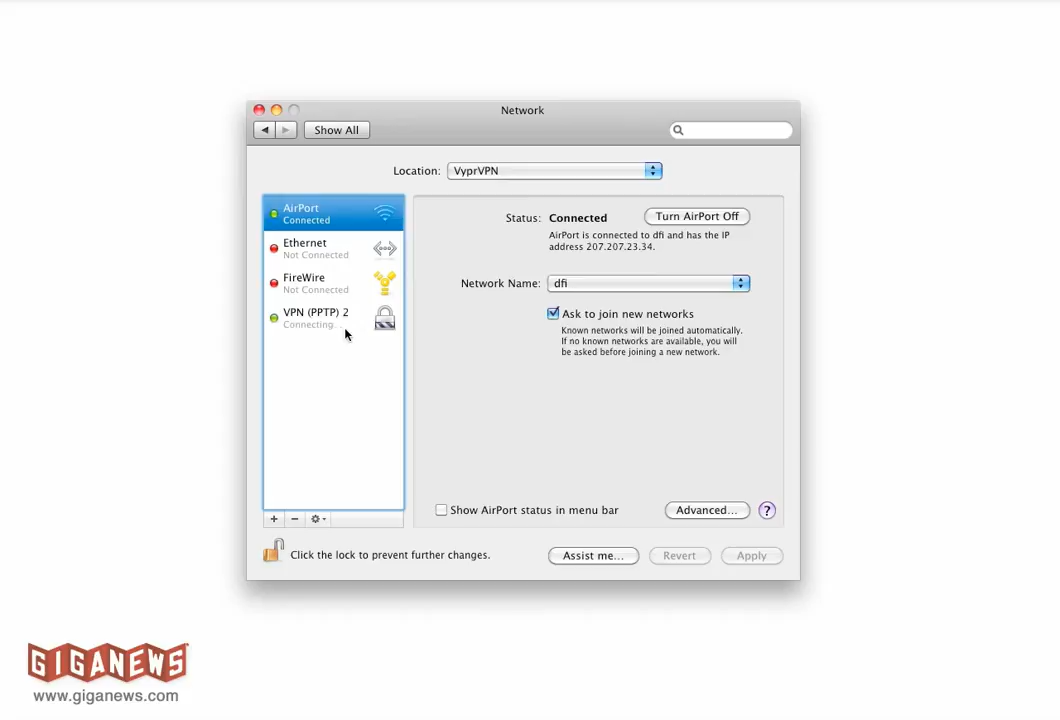 Network
Show All
Location: VyprVPN
AirPort
Connected
Ethernet
Not Connected
FireWire
Not Connected
VPN (PPTP) 2
Connecting...
Status: Connected
Turn AirPort Off
AirPort is connected to dfi and has the IP
address 207.207.23.34.
Network Name: dfi
Ask to join new networks
Known networks will be joined automatically.
If no known networks are available, you will
be asked before joining a new network.
Show AirPort status in menu bar
Advanced...
?
Click the lock to prevent further changes.
Assist me...
Revert
Apply
GIGANEWS
www.giganews.com